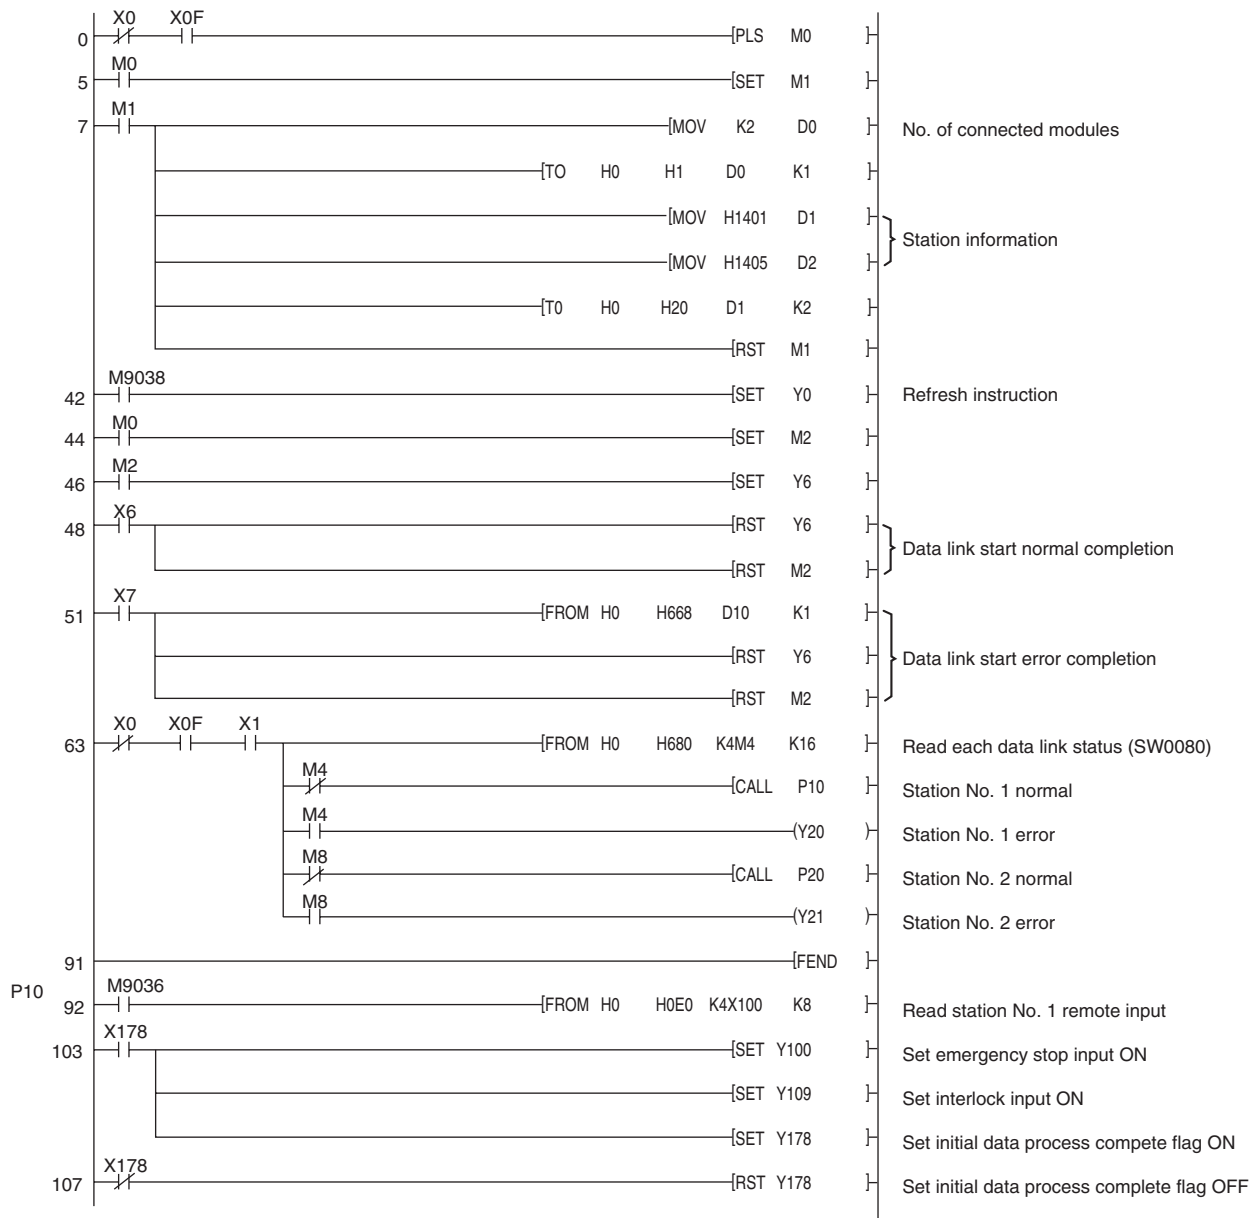 X0 X0F
0 [PLS M0 ]
M0
5 [SET M1 ]
M1
7 [MOV K2 D0 ] No. of connected modules
[TO H0 H1 D0 K1 ]
[MOV H1401 D1 ]
Station information
[MOV H1405 D2 ]
[T0 H0 H20 D1 K2 ]
[RST M1 ]
M9038
42 [SET Y0 ] Refresh instruction
M0
44 [SET M2 ]
M2
46 [SET Y6 ]
X6
48 [RST Y6 ]
Data link start normal completion
[RST M2 ]
X7
51 [FROM H0 H668 D10 K1 ]
[RST Y6 ] Data link start error completion
[RST M2 ]
X0 X0F X1
63 [FROM H0 H680 K4M4 K16 ] Read each data link status (SW0080)
M4
[CALL P10 ] Station No. 1 normal
M4
(Y20 ) Station No. 1 error
M8
[CALL P20 ] Station No. 2 normal
M8
(Y21 ) Station No. 2 error
91 [FEND ]
P10 M9036
92 [FROM H0 H0E0 K4X100 K8 ] Read station No. 1 remote input
X178
103 [SET Y100 ] Set emergency stop input ON
[SET Y109 ] Set interlock input ON
[SET Y178 ] Set initial data process compete flag ON
X178
107 [RST Y178 ] Set initial data process complete flag OFF